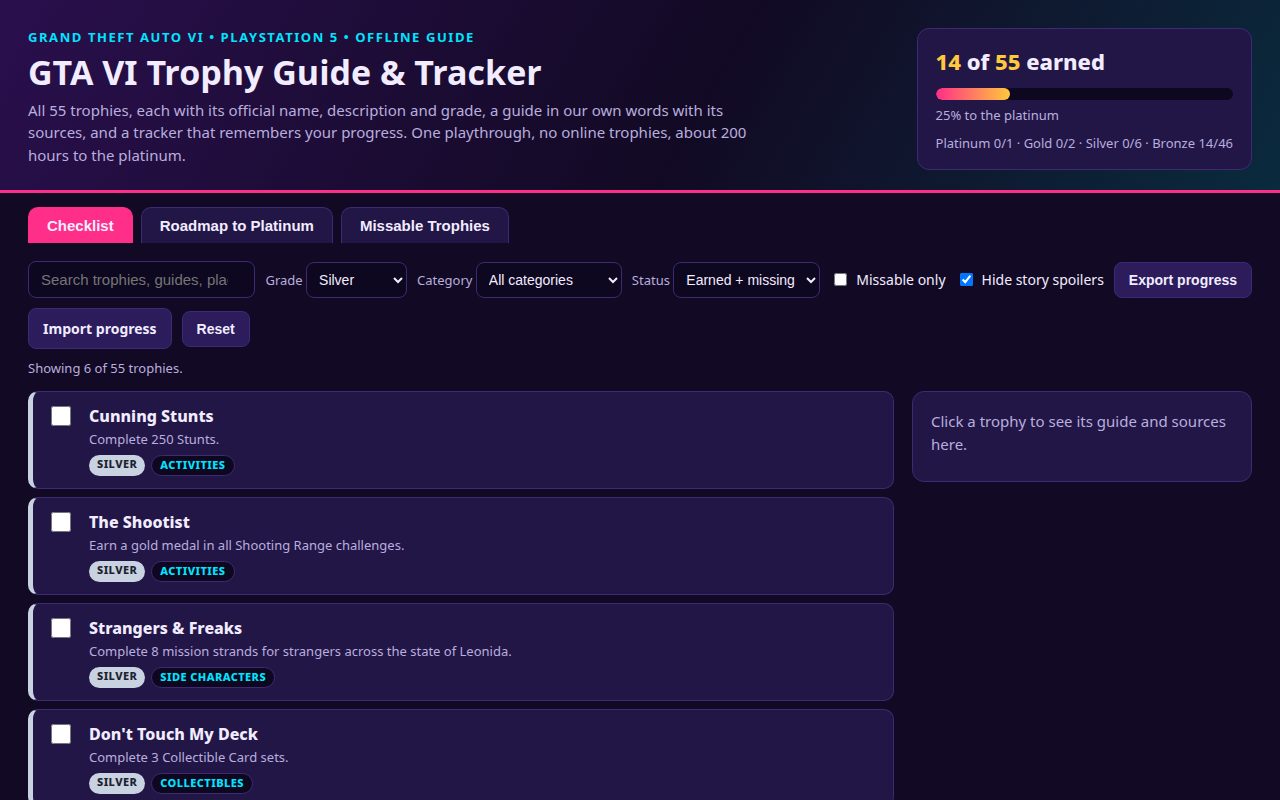 GRAND THEFT AUTO VI • PLAYSTATION 5 • OFFLINE GUIDE
GTA VI Trophy Guide & Tracker
All 55 trophies, each with its official name, description and grade, a guide in our own words with its
sources, and a tracker that remembers your progress. One playthrough, no online trophies, about 200
hours to the platinum.
14 of 55 earned
25% to the platinum
Platinum 0/1 · Gold 0/2 · Silver 0/6 · Bronze 14/46
Checklist
Roadmap to Platinum
Missable Trophies
Search trophies, guides, pla
Grade
Silver
Category
All categories
Status
Earned + missing
Missable only
Hide story spoilers
Export progress
Import progress
Reset
Showing 6 of 55 trophies.
Cunning Stunts
Complete 250 Stunts.
SILVER
ACTIVITIES
The Shootist
Earn a gold medal in all Shooting Range challenges.
SILVER
ACTIVITIES
Strangers & Freaks
Complete 8 mission strands for strangers across the state of Leonida.
SILVER
SIDE CHARACTERS
Don't Touch My Deck
Complete 3 Collectible Card sets.
SILVER
COLLECTIBLES
Click a trophy to see its guide and sources
here.